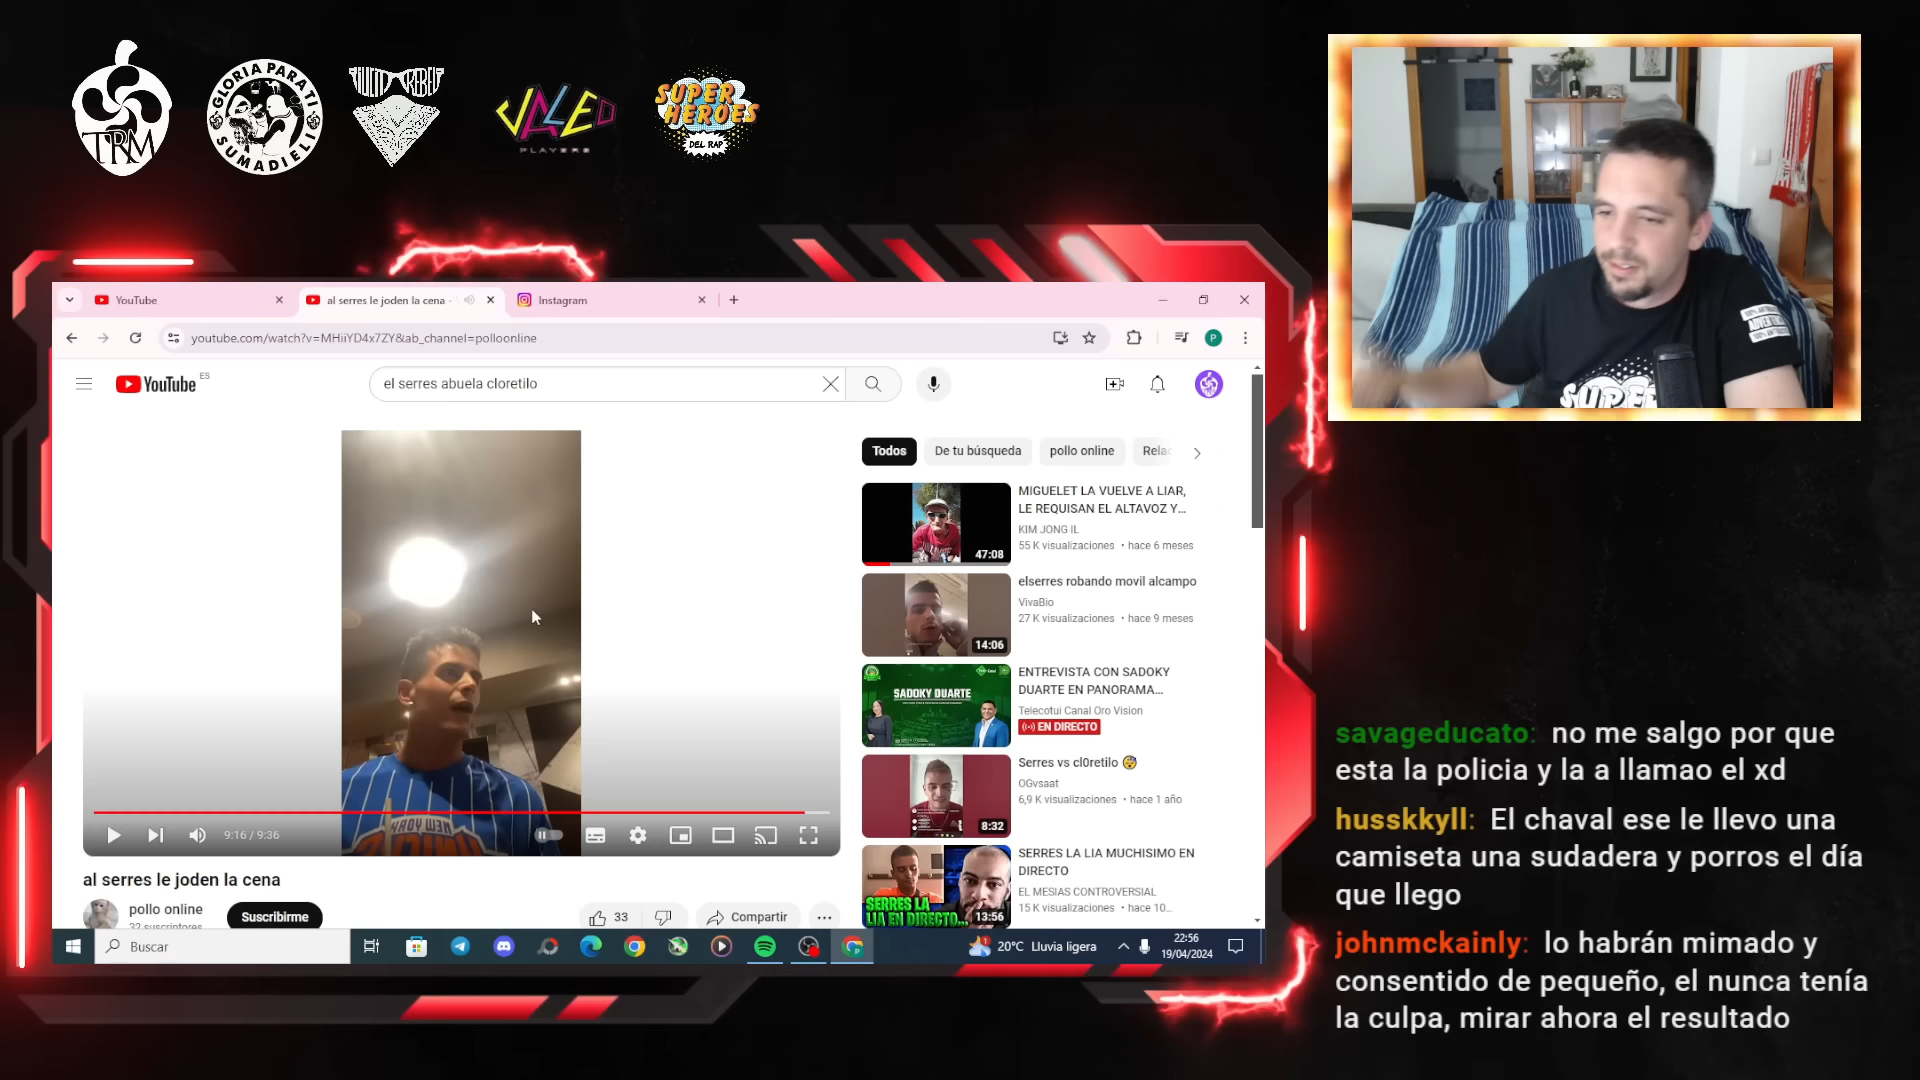 TRM
GLORIA PARA TI
SUMADIELI
VALEO
PLAYERS
SUPER
HEROES
DEL RAP
YouTube
al serres le joden la cena -
Instagram
youtube.com/watch?v=MHiiYD4x7ZY&ab_channel=polloonline
P
YouTube
ES
el serres abuela cloretilo
Todos
De tu búsqueda
pollo online
Relac
MIGUELET LA VUELVE A LIAR,
LE REQUISAN EL ALTAVOZ Y...
KIM JONG IL
55 K visualizaciones • hace 6 meses
47:08
elserres robando movil alcampo
VivaBio
27 K visualizaciones • hace 9 meses
14:06
SADOKY DUARTE
ENTREVISTA CON SADOKY
DUARTE EN PANORAMA...
Telecotui Canal Oro Vision
EN DIRECTO
Serres vs cl0retilo
OGvsaat
6,9 K visualizaciones • hace 1 año
8:32
SERRES LA LIA MUCHISIMO EN
DIRECTO
EL MESIAS CONTROVERSIAL
15 K visualizaciones • hace 10...
SERRES LA
LIA EN DIRECTO...
13:56
NEW YORK
9:16 / 9:36
al serres le joden la cena
pollo online
32 suscriptores
Suscribirme
33
Compartir
Buscar
20°C Lluvia ligera
22:56
19/04/2024
SUPER
savageducato: no me salgo por que
esta la policia y la a llamao el xd
husskkyll: El chaval ese le llevo una
camiseta una sudadera y porros el día
que llego
johnmckainly: lo habrán mimado y
consentido de pequeño, el nunca tenía
la culpa, mirar ahora el resultado